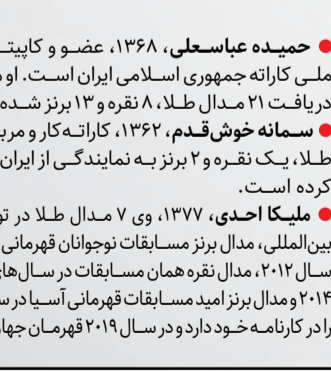 ● حمیده عباسعلی، ۱۳۶۸، عضو و کاپیتـ
ملی کاراته جمهوری اسلامی ایران است. او مـ
دریافت ۲۱ مدال طلا، ۸ نقره و ۱۳ برنز شده
● سمانه خوش‌قدم، ۱۳۶۲، کاراته‌کار و مربـ
طلا، یک نقره و ۲ برنز به نمایندگی از ایران
کرده است.
● ملیکا احدی، ۱۳۷۷، وی ۷ مدال طلا در تو
بین‌المللی، مدال برنز مسابقات نوجوانان قهرمانی
سال ۲۰۱۲، مدال نقره همان مسابقات در سال‌های
۲۰۱۴ و مدال برنز امید مسابقات قهرمانی آسیا در سـ
را در کارنامه خود دارد و در سال ۲۰۱۹ قهرمان جها